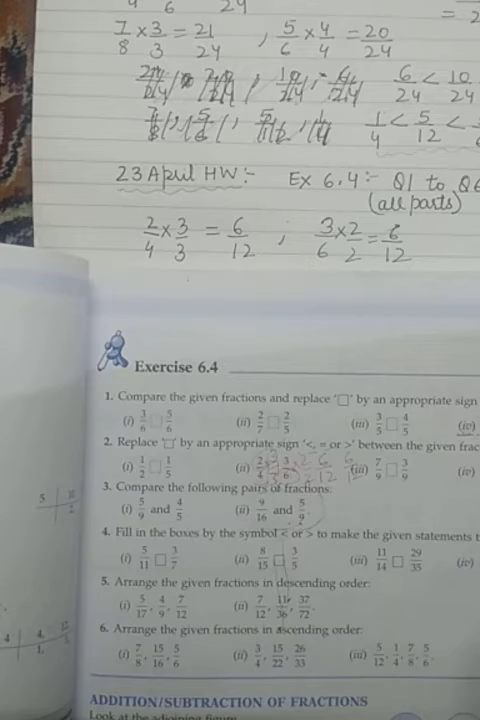 7/8 × 3/3 = 21/24 , 5/6 × 4/4 = 20/24
6/24 < 10/24
1/4 < 5/12 <
23 April HW:- Ex 6.4:- Q1 to Q6
(all parts)
2/4 × 3/3 = 6/12 , 3/6 × 2/2 = 6/12
Exercise 6.4
1. Compare the given fractions and replace '□' by an appropriate sign
(i) 3/6 □ 5/6 (ii) 2/7 □ 2/5 (iii) 3/5 □ 4/5 (iv)
2. Replace '□' by an appropriate sign '<, = or >' between the given frac
(i) 1/2 □ 1/5 (ii) 2/4 3/6 (iii) 7/9 □ 3/9 (iv)
3. Compare the following pairs of fractions:
(i) 5/9 and 4/5 (ii) 9/16 and 5/9.
4. Fill in the boxes by the symbol < or > to make the given statements t
(i) 5/11 □ 3/7 (ii) 8/15 □ 3/5 (iii) 11/14 □ 29/35 (iv)
5. Arrange the given fractions in descending order:
(i) 5/17, 4/9, 7/12 (ii) 7/12, 11/36, 37/72.
6. Arrange the given fractions in ascending order:
(i) 7/8, 15/16, 5/6 (ii) 3/4, 15/22, 26/33 (iii) 5/12, 1/4, 7/8, 5/6.
ADDITION/SUBTRACTION OF FRACTIONS
Look at the adjoining figure